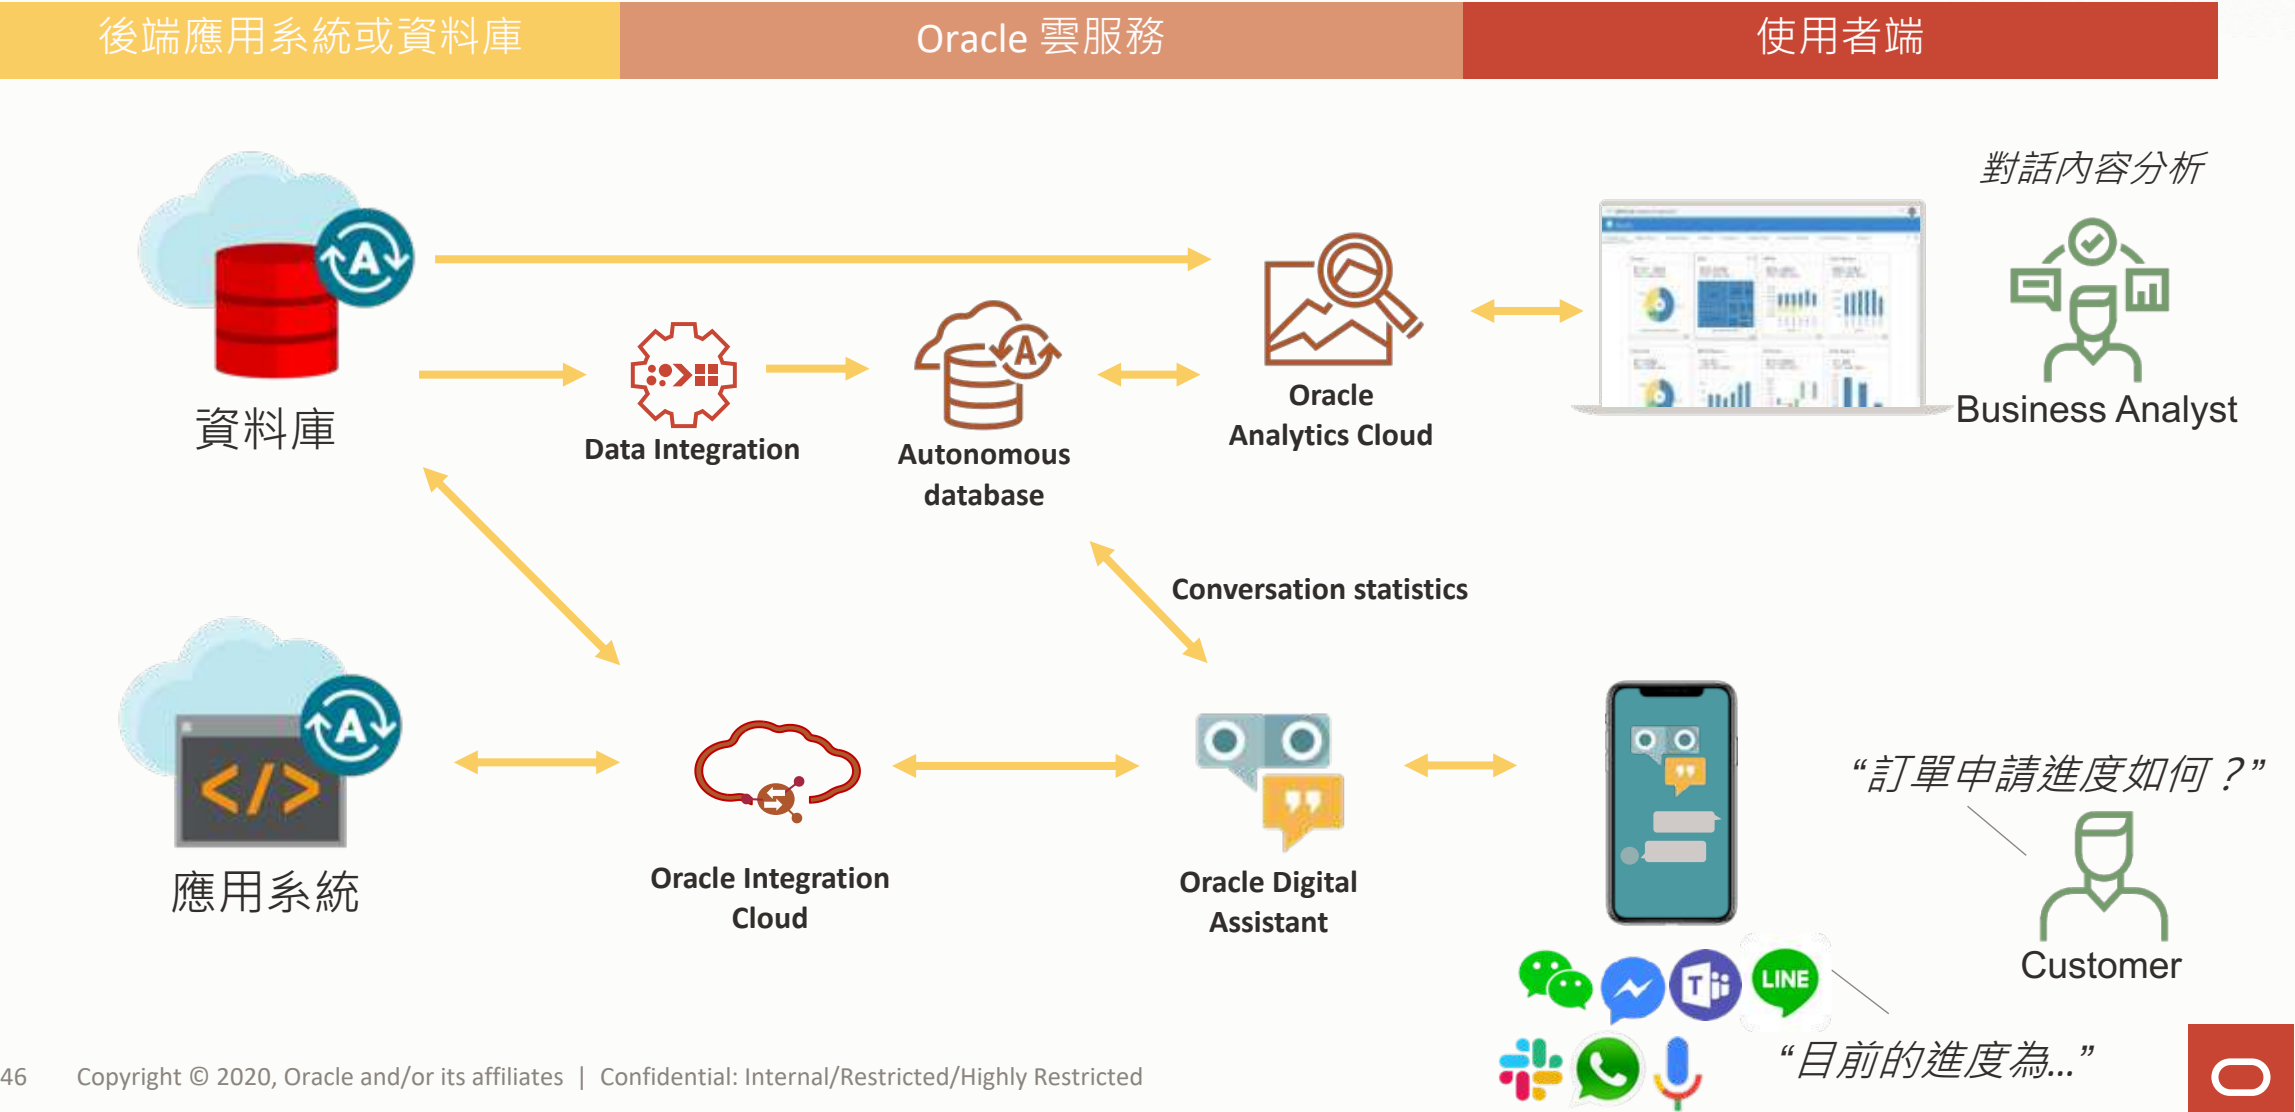 後端應用系統或資料庫
Oracle 雲服務
使用者端
對話內容分析
資料庫
Data Integration
Autonomous
database
Oracle
Analytics Cloud
Business Analyst
Conversation statistics
應用系統
Oracle Integration
Cloud
Oracle Digital
Assistant
“訂單申請進度如何？”
Customer
LINE
“目前的進度為...”
46
Copyright © 2020, Oracle and/or its affiliates | Confidential: Internal/Restricted/Highly Restricted